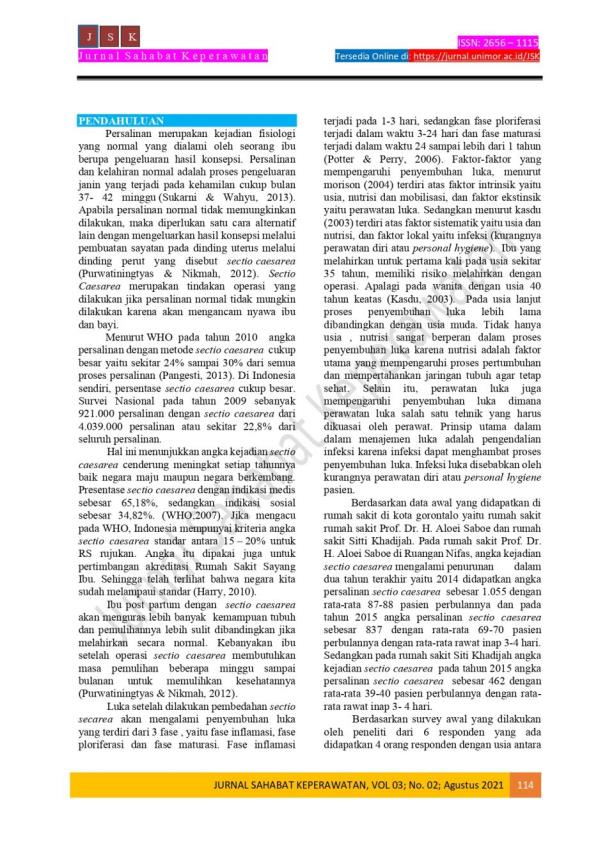 J S K
Jurnal Sahabat Keperawatan
ISSN: 2656 – 1115
Tersedia Online di: https://jurnal.unimor.ac.id/JSK
PENDAHULUAN
Persalinan merupakan kejadian fisiologi
yang normal yang dialami oleh seorang ibu
berupa pengeluaran hasil konsepsi. Persalinan
dan kelahiran normal adalah proses pengeluaran
janin yang terjadi pada kehamilan cukup bulan
37- 42 minggu (Sukarni & Wahyu, 2013).
Apabila persalinan normal tidak memungkinkan
dilakukan, maka diperlukan satu cara alternatif
lain dengan mengeluarkan hasil konsepsi melalui
pembuatan sayatan pada dinding uterus melalui
dinding perut yang disebut sectio caesarea
(Purwatiningtyas & Nikmah, 2012). Sectio
Caesarea merupakan tindakan operasi yang
dilakukan jika persalinan normal tidak mungkin
dilakukan karena akan mengancam nyawa ibu
dan bayi.
Menurut WHO pada tahun 2010 angka
persalinan dengan metode sectio caesarea cukup
besar yaitu sekitar 24% sampai 30% dari semua
proses persalinan (Pangesti, 2013). Di Indonesia
sendiri, persentase sectio caesarea cukup besar.
Survei Nasional pada tahun 2009 sebanyak
921.000 persalinan dengan sectio caesarea dari
4.039.000 persalinan atau sekitar 22,8% dari
seluruh persalinan.
Hal ini menunjukkan angka kejadian sectio
caesarea cenderung meningkat setiap tahunnya
baik negara maju maupun negara berkembang.
Presentase sectio caesarea dengan indikasi medis
sebesar 65,18%, sedangkan indikasi sosial
sebesar 34,82%. (WHO,2007). Jika mengacu
pada WHO, Indonesia mempunyai kriteria angka
sectio caesarea standar antara 15 – 20% untuk
RS rujukan. Angka itu dipakai juga untuk
pertimbangan akreditasi Rumah Sakit Sayang
Ibu. Sehingga telah terlihat bahwa negara kita
sudah melampaui standar (Harry, 2010).
Ibu post partum dengan sectio caesarea
akan menguras lebih banyak kemampuan tubuh
dan pemulihannya lebih sulit dibandingkan jika
melahirkan secara normal. Kebanyakan ibu
setelah operasi sectio caesarea membutuhkan
masa pemulihan beberapa minggu sampai
bulanan untuk memulihkan kesehatannya
(Purwatiningtyas & Nikmah, 2012).
Luka setelah dilakukan pembedahan sectio
secarea akan mengalami penyembuhan luka
yang terdiri dari 3 fase , yaitu fase inflamasi, fase
ploriferasi dan fase maturasi. Fase inflamasi
terjadi pada 1-3 hari, sedangkan fase ploriferasi
terjadi dalam waktu 3-24 hari dan fase maturasi
terjadi dalam waktu 24 sampai lebih dari 1 tahun
(Potter & Perry, 2006). Faktor-faktor yang
mempengaruhi penyembuhan luka, menurut
morison (2004) terdiri atas faktor intrinsik yaitu
usia, nutrisi dan mobilisasi, dan faktor ekstinsik
yaitu perawatan luka. Sedangkan menurut kasdu
(2003) terdiri atas faktor sistematik yaitu usia dan
nutrisi, dan faktor lokal yaitu infeksi (kurangnya
perawatan diri atau personal hygiene). Ibu yang
melahirkan untuk pertama kali pada usia sekitar
35 tahun, memiliki risiko melahirkan dengan
operasi. Apalagi pada wanita dengan usia 40
tahun keatas (Kasdu, 2003). Pada usia lanjut
proses penyembuhan luka lebih lama
dibandingkan dengan usia muda. Tidak hanya
usia , nutrisi sangat berperan dalam proses
penyembuhan luka karena nutrisi adalah faktor
utama yang mempengaruhi proses pertumbuhan
dan mempertahankan jaringan tubuh agar tetap
sehat. Selain itu, perawatan luka juga
mempengaruhi penyembuhan luka dimana
perawatan luka salah satu tehnik yang harus
dikuasai oleh perawat. Prinsip utama dalam
dalam menajemen luka adalah pengendalian
infeksi karena infeksi dapat menghambat proses
penyembuhan luka. Infeksi luka disebabkan oleh
kurangnya perawatan diri atau personal hygiene
pasien.
Berdasarkan data awal yang didapatkan di
rumah sakit di kota gorontalo yaitu rumah sakit
rumah sakit Prof. Dr. H. Aloei Saboe dan rumah
sakit Sitti Khadijah. Pada rumah sakit Prof. Dr.
H. Aloei Saboe di Ruangan Nifas, angka kejadian
sectio caesarea mengalami penurunan dalam
dua tahun terakhir yaitu 2014 didapatkan angka
persalinan sectio caesarea sebesar 1.055 dengan
rata-rata 87-88 pasien perbulannya dan pada
tahun 2015 angka persalinan sectio caesarea
sebesar 837 dengan rata-rata 69-70 pasien
perbulannya dengan rata-rata rawat inap 3-4 hari.
Sedangkan pada rumah sakit Siti Khadijah angka
kejadian sectio caesarea pada tahun 2015 angka
persalinan sectio caesarea sebesar 462 dengan
rata-rata 39-40 pasien perbulannya dengan rata-
rata rawat inap 3- 4 hari.
Berdasarkan survey awal yang dilakukan
oleh peneliti dari 6 responden yang ada
didapatkan 4 orang responden dengan usia antara
JURNAL SAHABAT KEPERAWATAN, VOL 03; No. 02; Agustus 2021 114